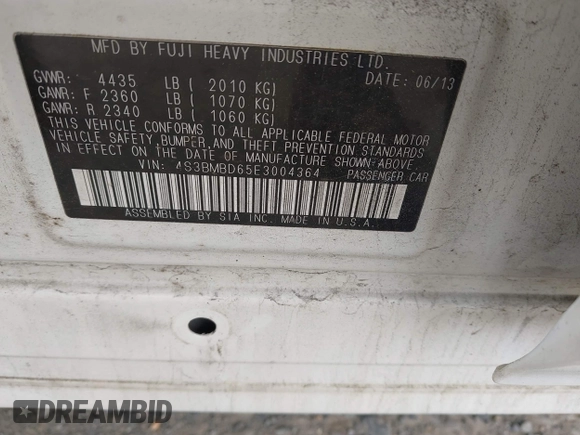 MFD BY FUJI HEAVY INDUSTRIES LTD.
GVWR: 4435 LB ( 2010 KG) DATE: 06/13
GAWR: F 2360 LB ( 1070 KG)
GAWR: R 2340 LB ( 1060 KG)
THIS VEHICLE CONFORMS TO ALL APPLICABLE FEDERAL MOTOR
VEHICLE SAFETY, BUMPER, AND THEFT PREVENTION STANDARDS
IN EFFECT ON THE DATE OF MANUFACTURE SHOWN ABOVE.
VIN: 4S3BMBD65E3004364 PASSENGER CAR
ASSEMBLED BY SIA INC. MADE IN U.S.A.
DREAMBID